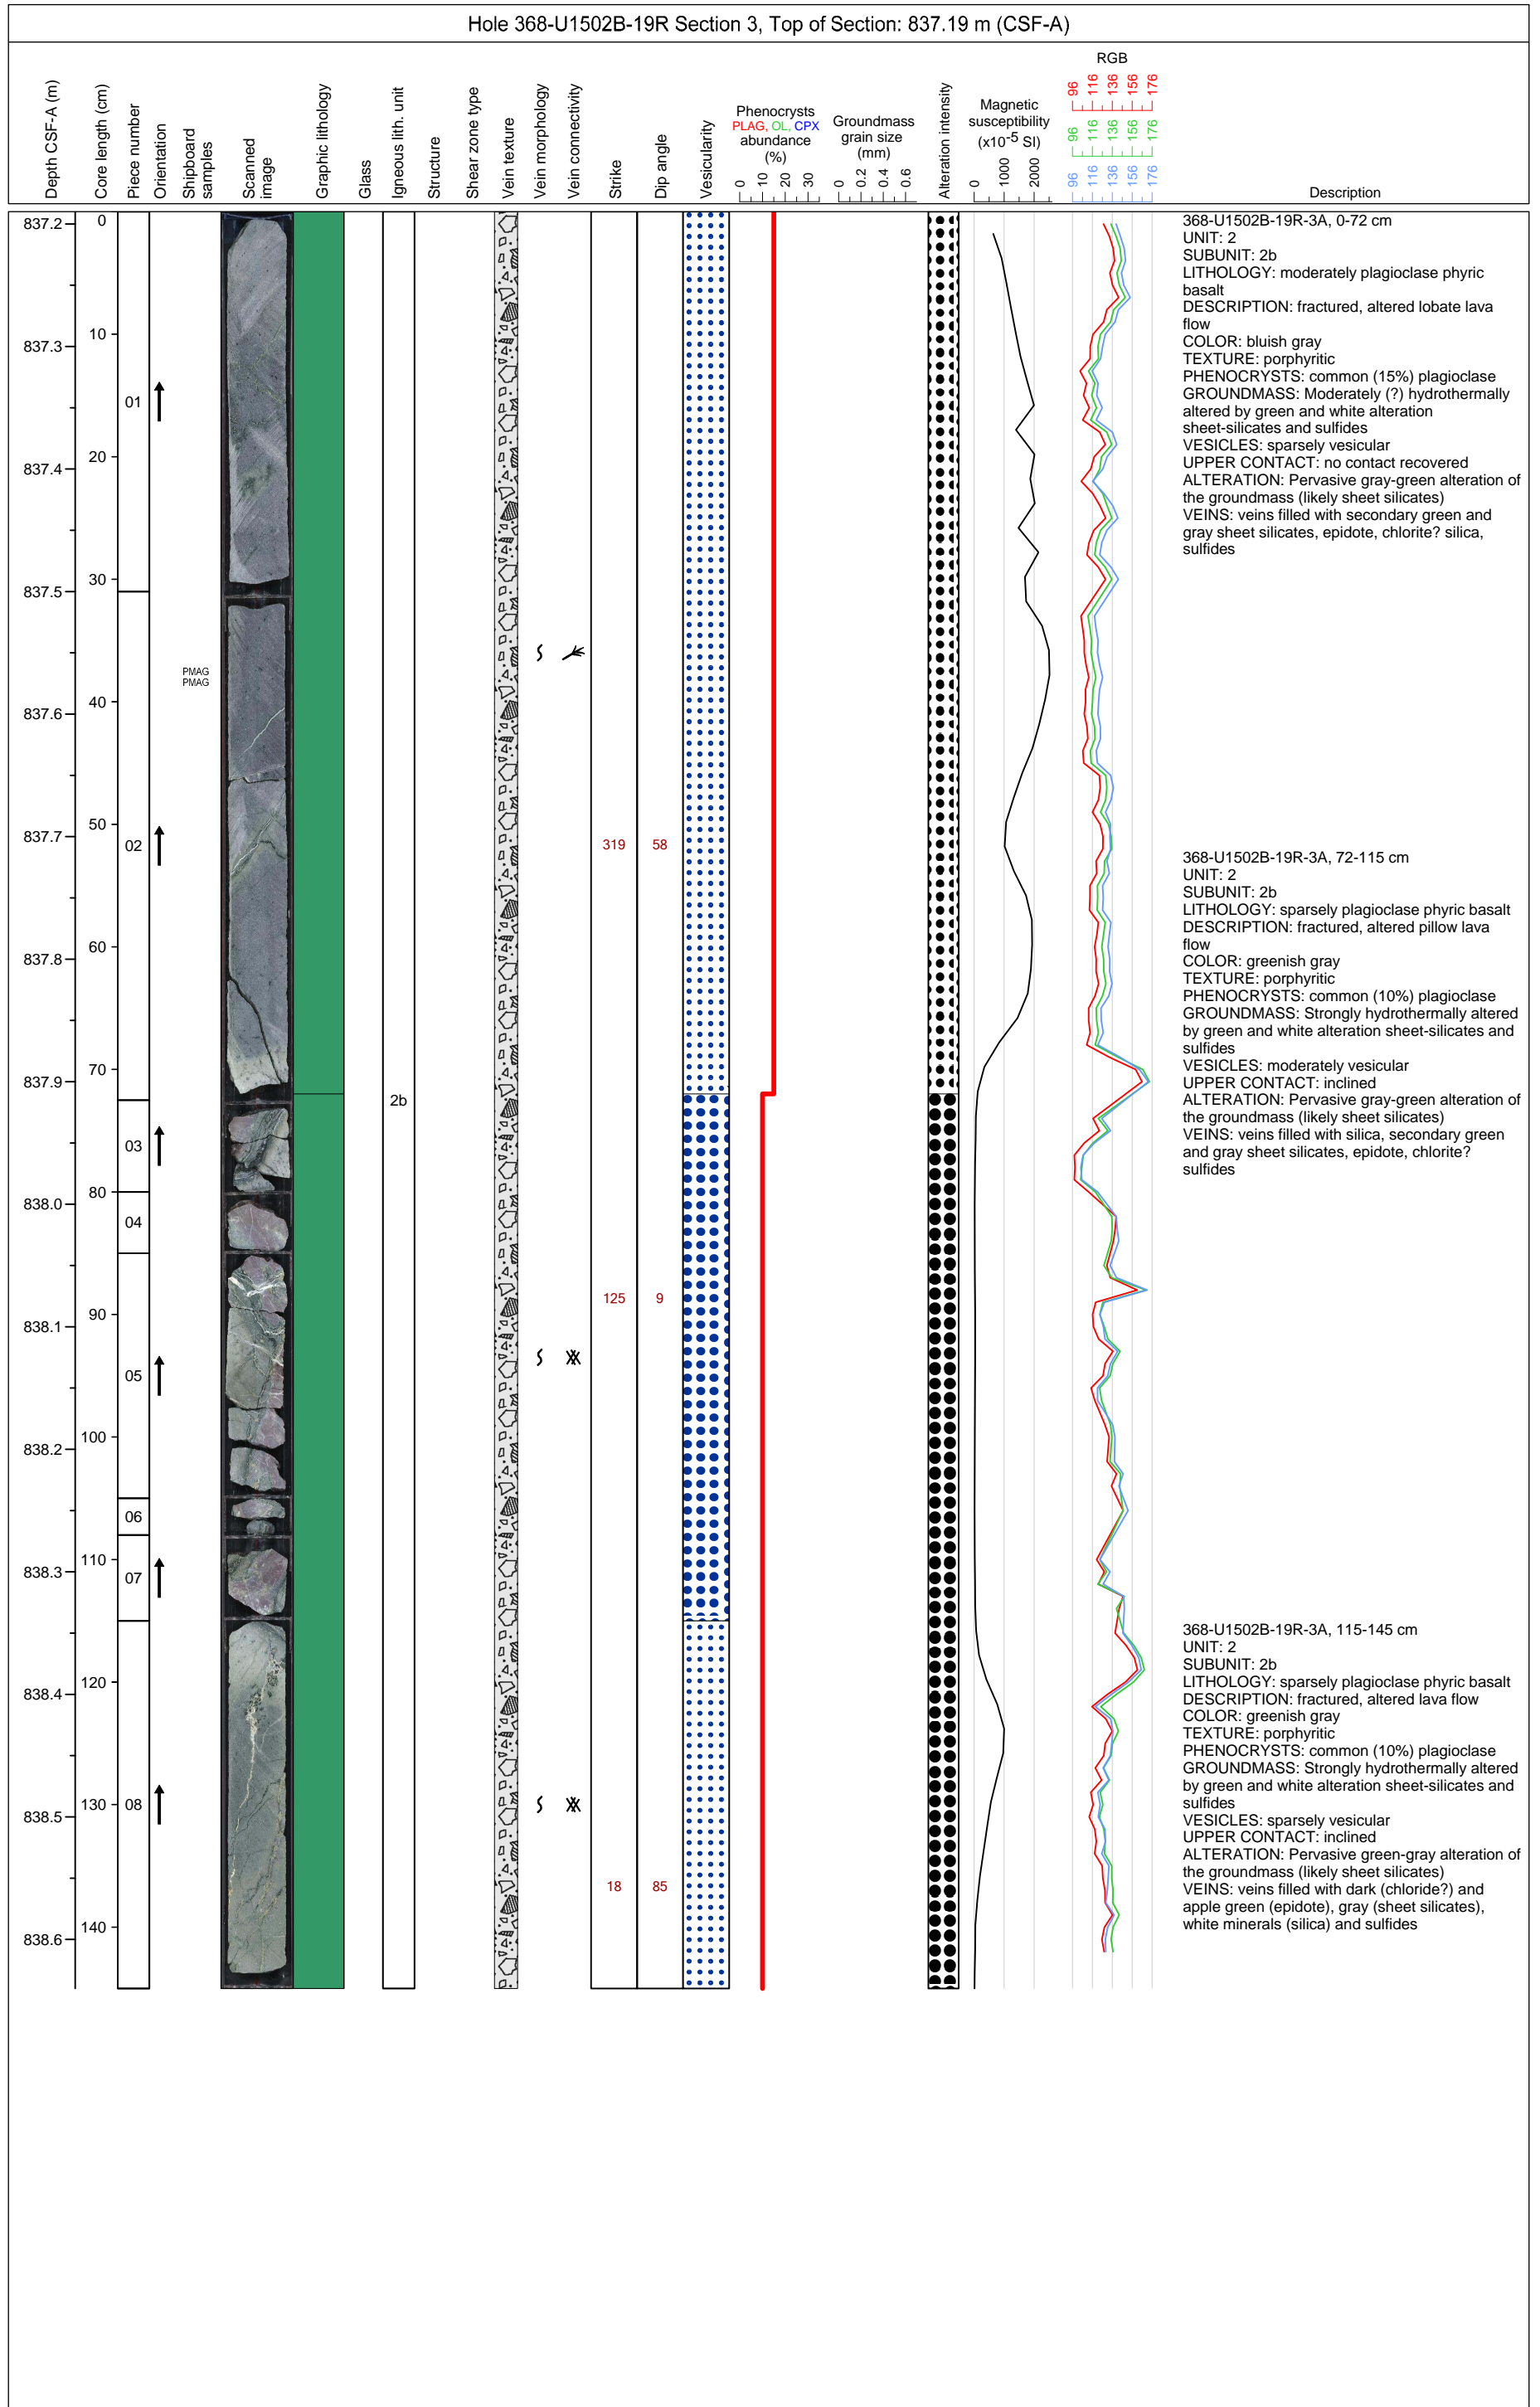 Hole 368-U1502B-19R Section 3, Top of Section: 837.19 m (CSF-A)
Depth CSF-A (m)
Core length (cm)
Piece number
Orientation
Shipboard
samples
Scanned
image
Graphic lithology
Glass
Igneous lith. unit
Structure
Shear zone type
Vein texture
Vein morphology
Vein connectivity
Strike
Dip angle
Vesicularity
Phenocrysts
PLAG, OL, CPX
abundance
(%)
0 10 20 30
Groundmass
grain size
(mm)
0 0.2 0.4 0.6
Alteration intensity
Magnetic
susceptibility
(x10-5 SI)
0 1000 2000
RGB
96 116 136 156 176
96 116 136 156 176
96 116 136 156 176
Description
837.2
837.3
837.4
837.5
837.6
837.7
837.8
837.9
838.0
838.1
838.2
838.3
838.4
838.5
838.6
0
10
20
30
40
50
60
70
80
90
100
110
120
130
140
01
02
03
04
05
06
07
08
PMAG
PMAG
2b
319 58
125 9
18 85
368-U1502B-19R-3A, 0-72 cm
UNIT: 2
SUBUNIT: 2b
LITHOLOGY: moderately plagioclase phyric
basalt
DESCRIPTION: fractured, altered lobate lava
flow
COLOR: bluish gray
TEXTURE: porphyritic
PHENOCRYSTS: common (15%) plagioclase
GROUNDMASS: Moderately (?) hydrothermally
altered by green and white alteration
sheet-silicates and sulfides
VESICLES: sparsely vesicular
UPPER CONTACT: no contact recovered
ALTERATION: Pervasive gray-green alteration of
the groundmass (likely sheet silicates)
VEINS: veins filled with secondary green and
gray sheet silicates, epidote, chlorite? silica,
sulfides
368-U1502B-19R-3A, 72-115 cm
UNIT: 2
SUBUNIT: 2b
LITHOLOGY: sparsely plagioclase phyric basalt
DESCRIPTION: fractured, altered pillow lava
flow
COLOR: greenish gray
TEXTURE: porphyritic
PHENOCRYSTS: common (10%) plagioclase
GROUNDMASS: Strongly hydrothermally altered
by green and white alteration sheet-silicates and
sulfides
VESICLES: moderately vesicular
UPPER CONTACT: inclined
ALTERATION: Pervasive gray-green alteration of
the groundmass (likely sheet silicates)
VEINS: veins filled with silica, secondary green
and gray sheet silicates, epidote, chlorite?
sulfides
368-U1502B-19R-3A, 115-145 cm
UNIT: 2
SUBUNIT: 2b
LITHOLOGY: sparsely plagioclase phyric basalt
DESCRIPTION: fractured, altered lava flow
COLOR: greenish gray
TEXTURE: porphyritic
PHENOCRYSTS: common (10%) plagioclase
GROUNDMASS: Strongly hydrothermally altered
by green and white alteration sheet-silicates and
sulfides
VESICLES: sparsely vesicular
UPPER CONTACT: inclined
ALTERATION: Pervasive green-gray alteration of
the groundmass (likely sheet silicates)
VEINS: veins filled with dark (chloride?) and
apple green (epidote), gray (sheet silicates),
white minerals (silica) and sulfides